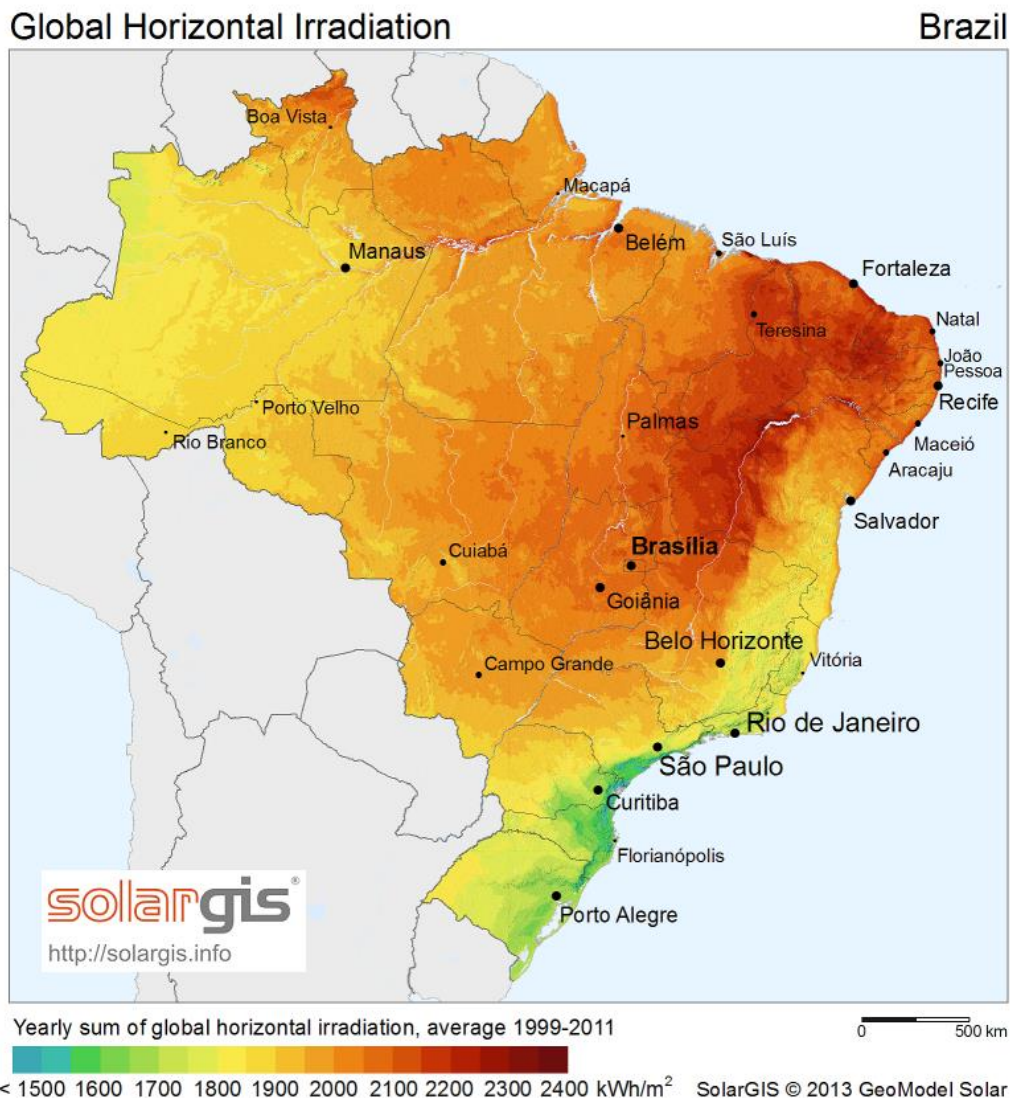 Global Horizontal Irradiation Brazil
Boa Vista
Macapá
Belém
São Luís
Manaus
Fortaleza
Teresina
Natal
João
Pessoa
Recife
Porto Velho
Palmas
Maceió
Rio Branco
Aracaju
Salvador
Brasília
Cuiabá
Goiânia
Belo Horizonte
Campo Grande
Vitória
Rio de Janeiro
São Paulo
Curitiba
Florianópolis
Porto Alegre
solargis®
http://solargis.info
Yearly sum of global horizontal irradiation, average 1999-2011
0 500 km
< 1500 1600 1700 1800 1900 2000 2100 2200 2300 2400 kWh/m² SolarGIS © 2013 GeoModel Solar